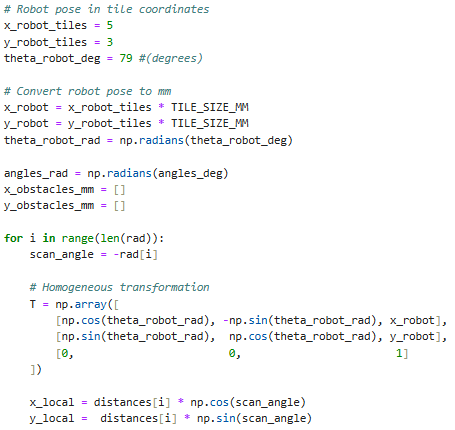 # Robot pose in tile coordinates
x_robot_tiles = 5
y_robot_tiles = 3
theta_robot_deg = 79 #(degrees)

# Convert robot pose to mm
x_robot = x_robot_tiles * TILE_SIZE_MM
y_robot = y_robot_tiles * TILE_SIZE_MM
theta_robot_rad = np.radians(theta_robot_deg)

angles_rad = np.radians(angles_deg)
x_obstacles_mm = []
y_obstacles_mm = []

for i in range(len(rad)):
    scan_angle = -rad[i]

    # Homogeneous transformation
    T = np.array([
        [np.cos(theta_robot_rad), -np.sin(theta_robot_rad), x_robot],
        [np.sin(theta_robot_rad),  np.cos(theta_robot_rad), y_robot],
        [0,                        0,                        1]
    ])

    x_local = distances[i] * np.cos(scan_angle)
    y_local =  distances[i] * np.sin(scan_angle)